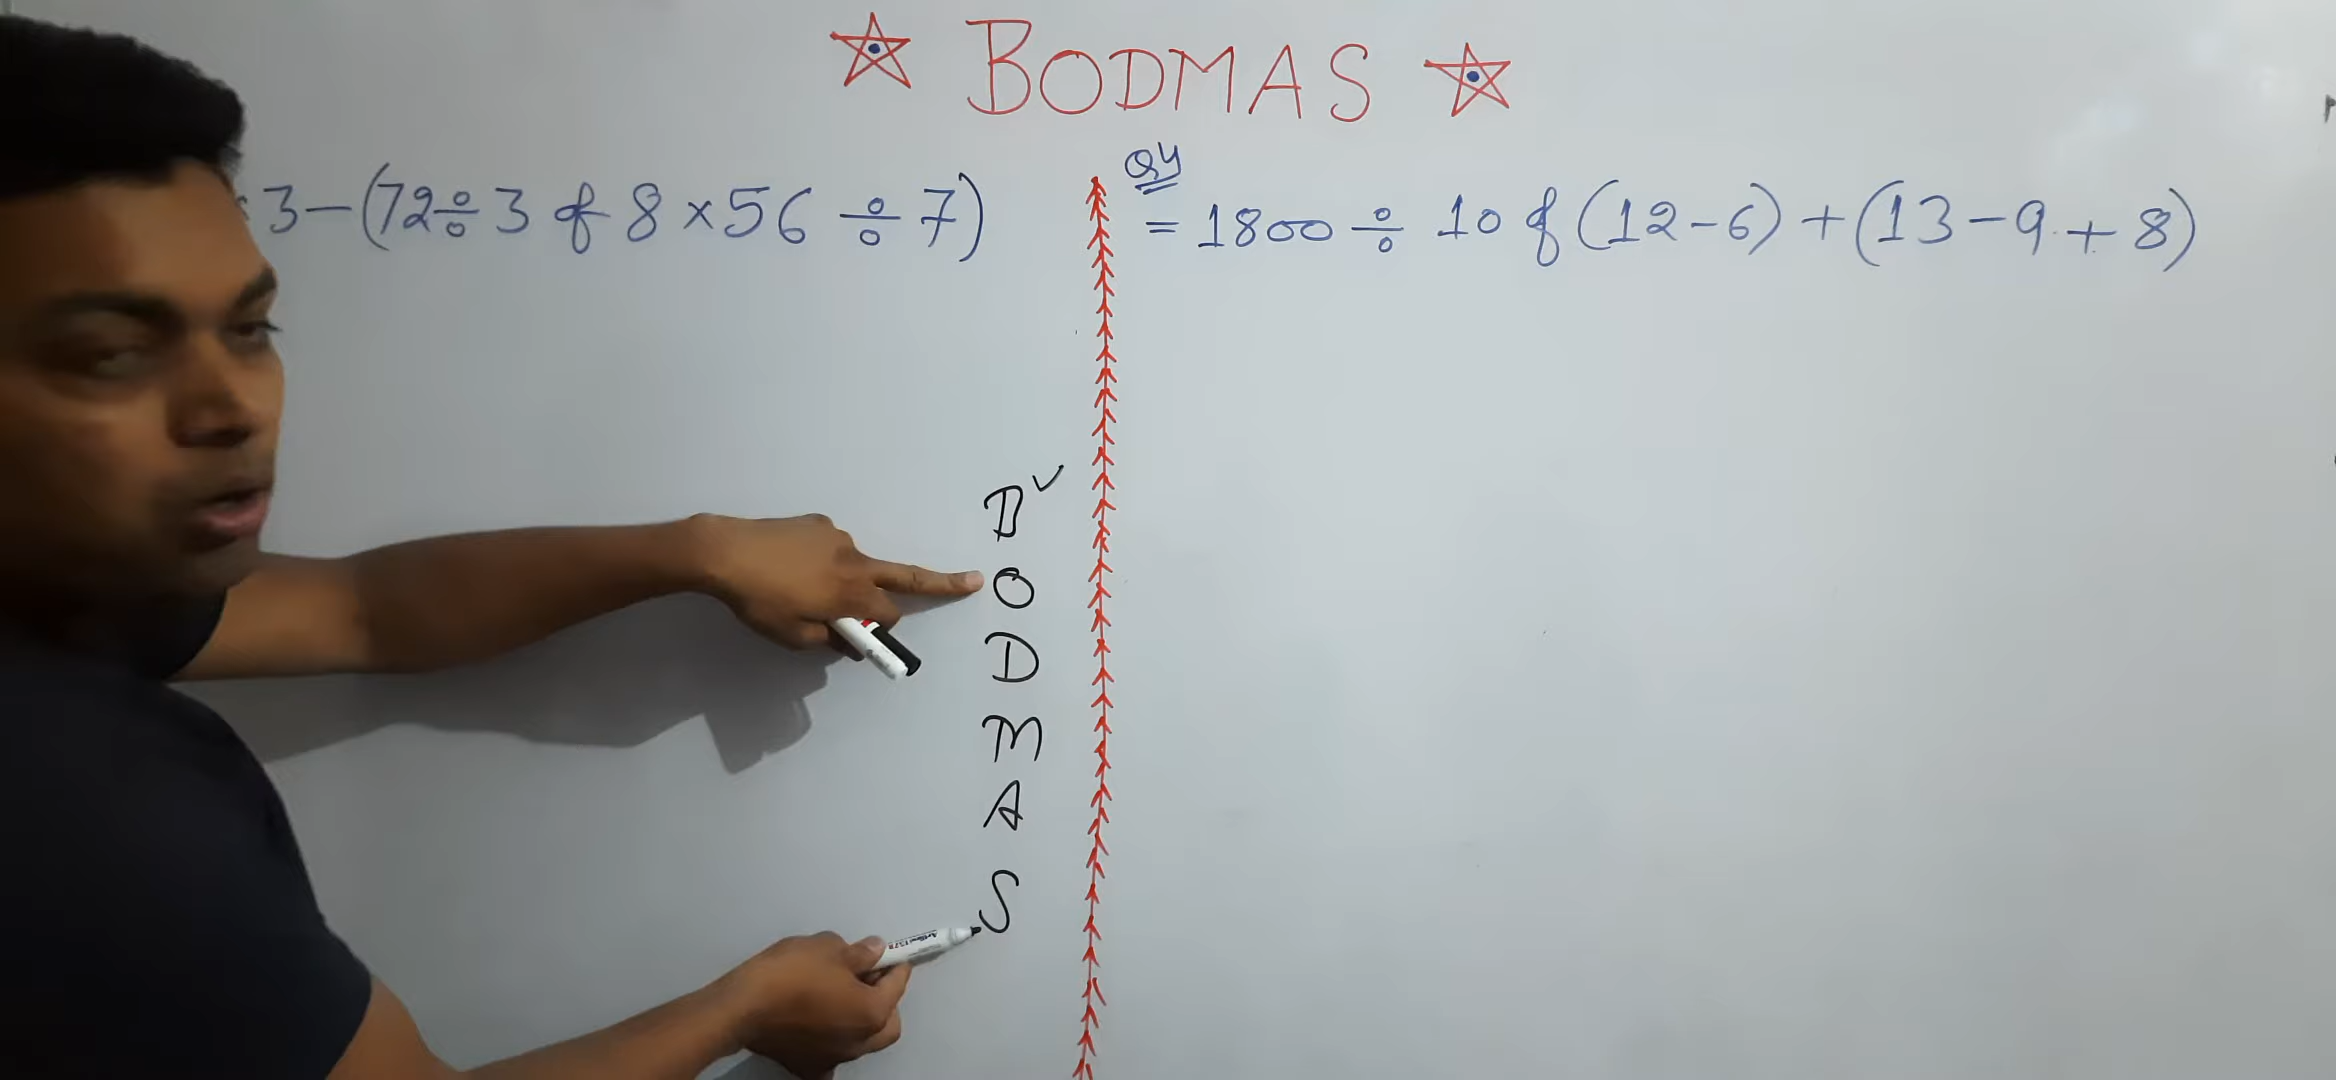 BODMAS
3-(72÷3 of 8×56÷7)
Q4
= 1800 ÷ 10 of (12-6) + (13-9+8)
B✓
O
D
M
A
S